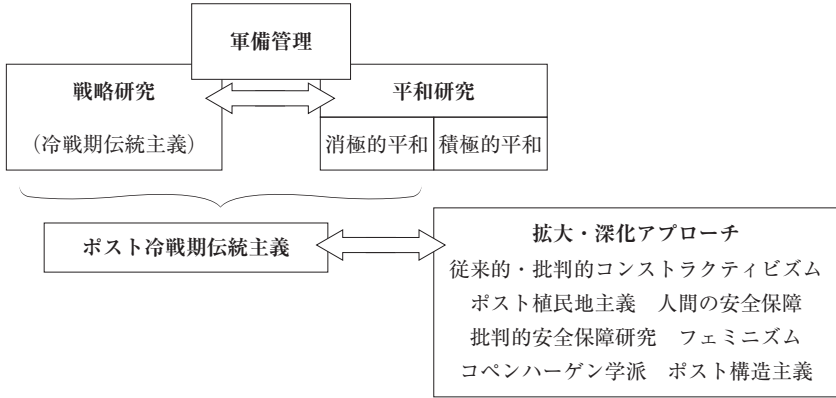 軍備管理
戦略研究
(冷戦期伝統主義)
平和研究
消極的平和
積極的平和
ポスト冷戦期伝統主義
拡大・深化アプローチ
従来的・批判的コンストラクティビズム
ポスト植民地主義 人間の安全保障
批判的安全保障研究 フェミニズム
コペンハーゲン学派 ポスト構造主義